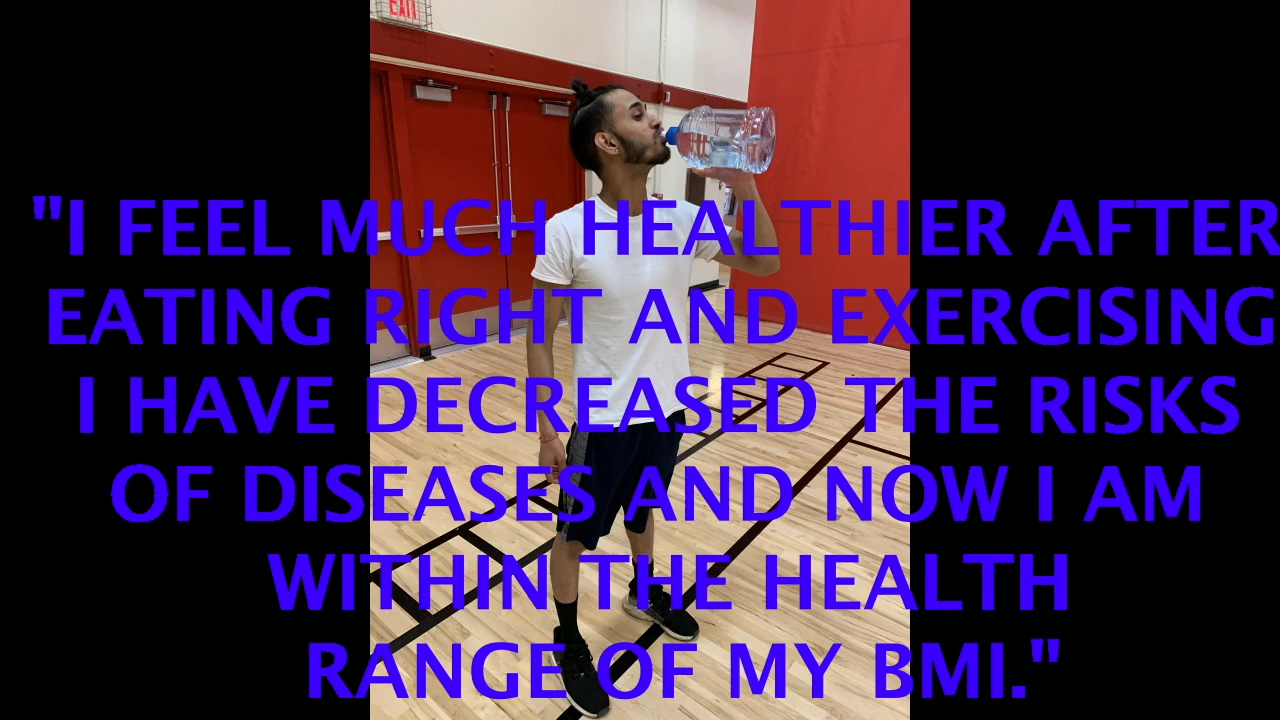 EXIT
"I FEEL MUCH HEALTHIER AFTER
EATING RIGHT AND EXERCISING
I HAVE DECREASED THE RISKS
OF DISEASES AND NOW I AM
WITHIN THE HEALTH
RANGE OF MY BMI."